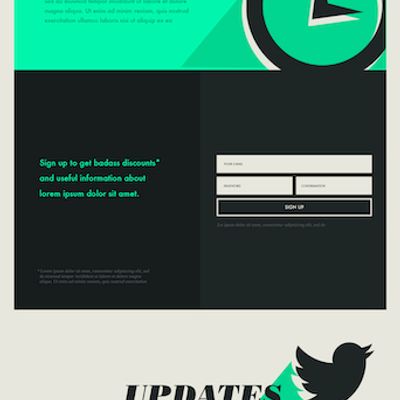 sed do eiusmod tempor incididunt ut labore et dolore
magna aliqua. Ut enim ad minim veniam, quis nostrud
exercitation ullamco laboris nisi ut aliquip ex ea
Sign up to get badass discounts*
and useful information about
lorem ipsum dolor sit amet.
YOUR E-MAIL
PASSWORD
CONFIRMATION
SIGN UP
Lorem ipsum dolor sit amet, consectetur adipisicing elit, sed do
*Lorem ipsum dolor sit amet, consectetur adipisicing elit, sed
do eiusmod tempor incididunt ut labore et dolore magna
aliqua. Ut enim ad minim veniam, quis nostrud exercitation
UPDATES